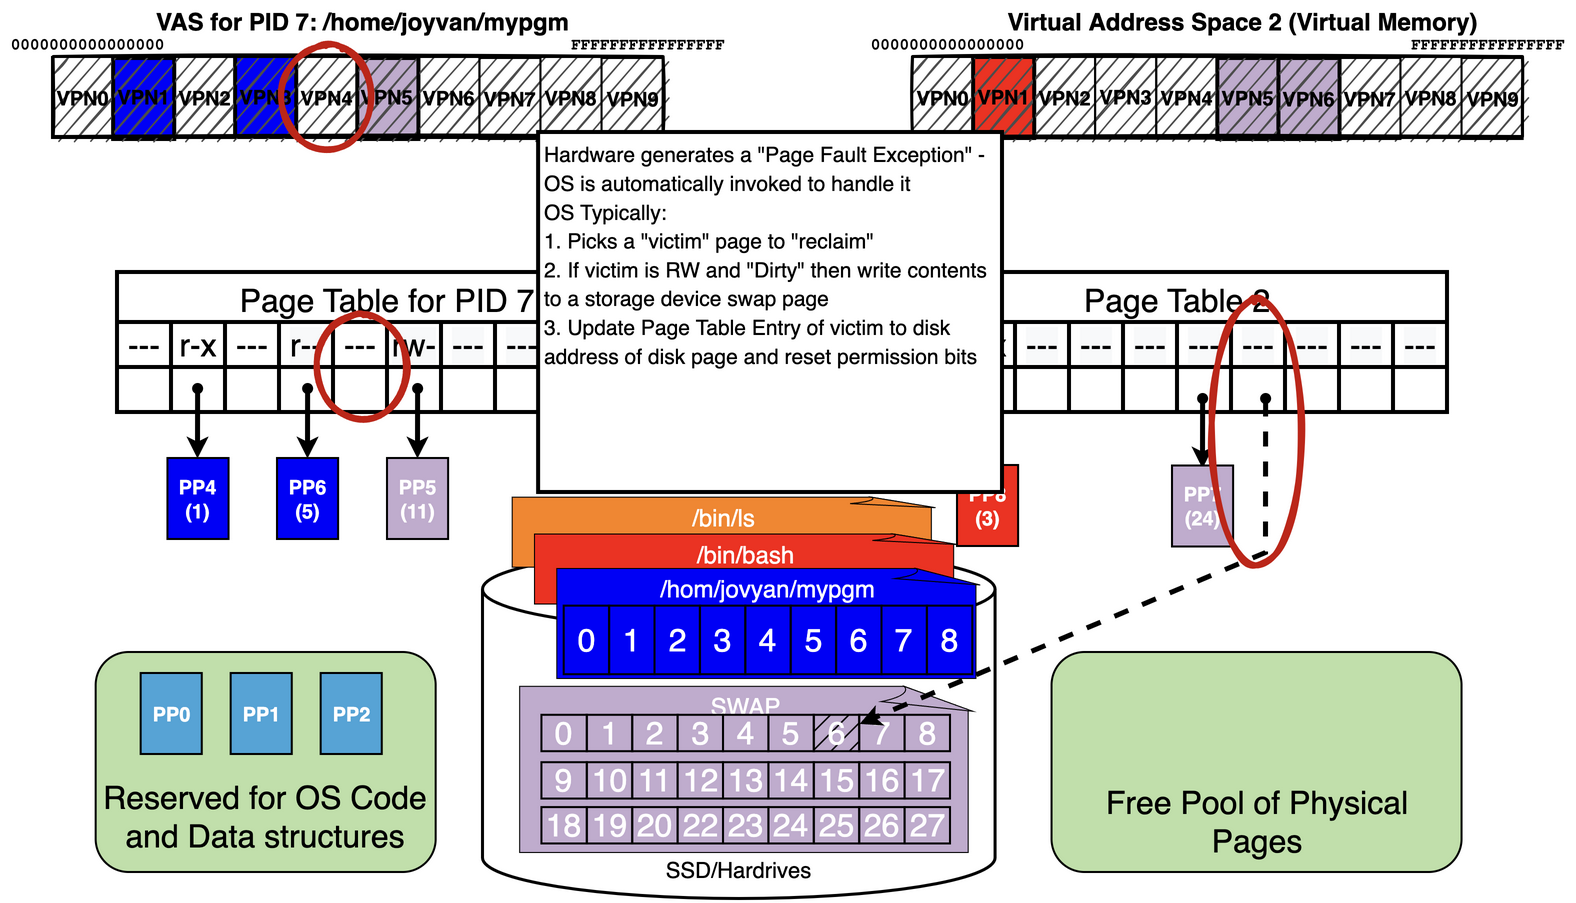 VAS for PID 7: /home/joyvan/mypgm
Virtual Address Space 2 (Virtual Memory)
0000000000000000
FFFFFFFFFFFFFFFF
0000000000000000
FFFFFFFFFFFFFFFF
VPN0 VPN1 VPN2 VPN3 VPN4 VPN5 VPN6 VPN7 VPN8 VPN9
VPN0 VPN1 VPN2 VPN3 VPN4 VPN5 VPN6 VPN7 VPN8 VPN9
Hardware generates a "Page Fault Exception" -
OS is automatically invoked to handle it
OS Typically:
1. Picks a "victim" page to "reclaim"
2. If victim is RW and "Dirty" then write contents
to a storage device swap page
3. Update Page Table Entry of victim to disk
address of disk page and reset permission bits
Page Table for PID 7
--- r-x --- r-- --- rw- --- ---
Page Table 2
--- --- --- --- --- --- --- ---
PP4
(1)
PP6
(5)
PP5
(11)
PP8
(3)
PP7
(24)
/bin/ls
/bin/bash
/hom/jovyan/mypgm
0 1 2 3 4 5 6 7 8
SWAP
0 1 2 3 4 5 6 7 8
9 10 11 12 13 14 15 16 17
18 19 20 22 23 24 25 26 27
SSD/Hardrives
PP0 PP1 PP2
Reserved for OS Code
and Data structures
Free Pool of Physical
Pages